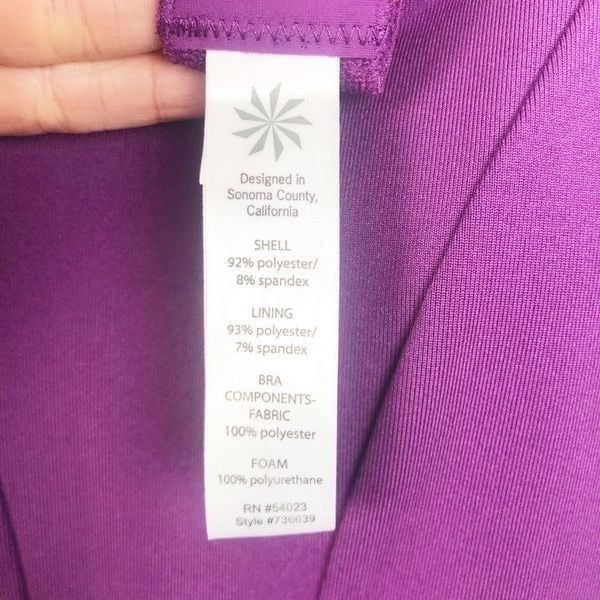 Designed in
Sonoma County,
California
SHELL
92% polyester/
8% spandex
LINING
93% polyester/
7% spandex
BRA
COMPONENTS-
FABRIC
100% polyester
FOAM
100% polyurethane
RN #54023
Style #736639